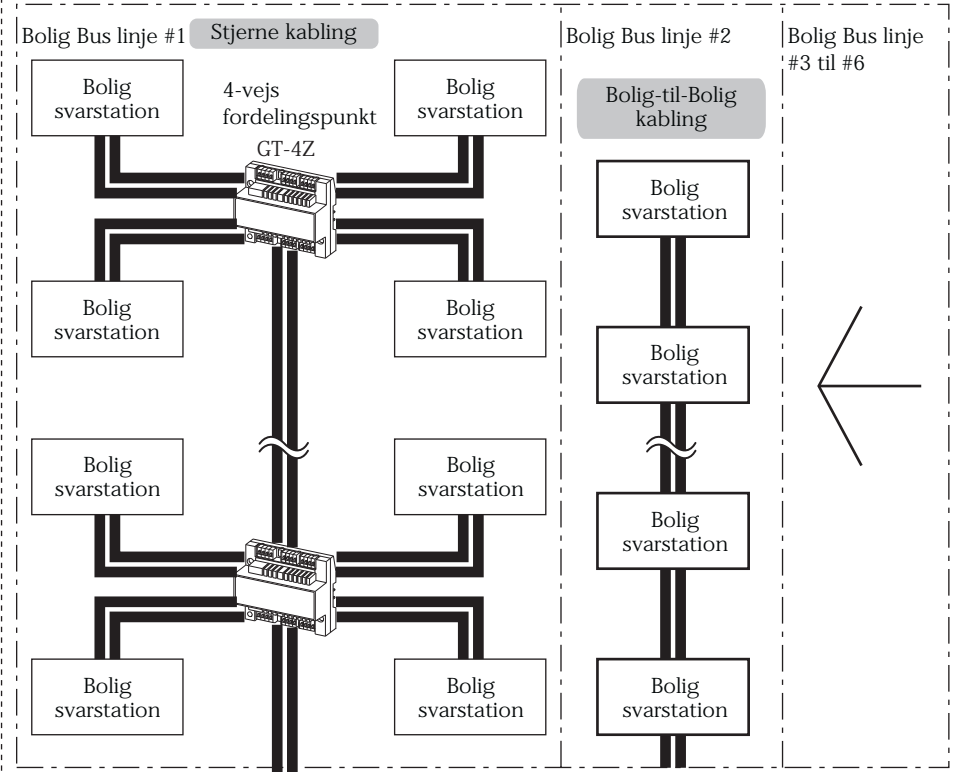 Bolig Bus linje #1
Stjerne kabling
Bolig
svarstation
4-vejs
fordelingspunkt
GT-4Z
Bolig
svarstation
Bolig
svarstation
Bolig
svarstation
Bolig
svarstation
Bolig
svarstation
Bolig
svarstation
Bolig
svarstation
Bolig Bus linje #2
Bolig-til-Bolig
kabling
Bolig
svarstation
Bolig
svarstation
Bolig
svarstation
Bolig
svarstation
Bolig Bus linje
#3 til #6